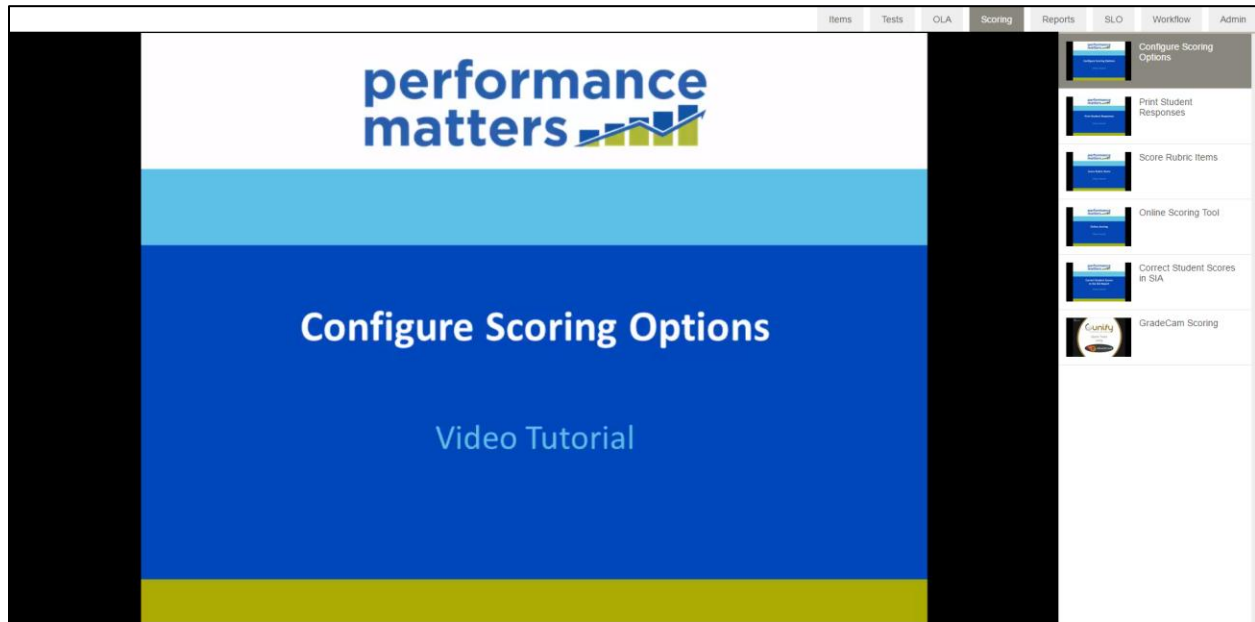 Items Tests OLA Scoring Reports SLO Workflow Admin
performance
matters
Configure Scoring Options
Video Tutorial
Configure Scoring
Options
Print Student
Responses
Score Rubric Items
Online Scoring Tool
Correct Student Scores
in SIA
unify
GradeCam Scoring